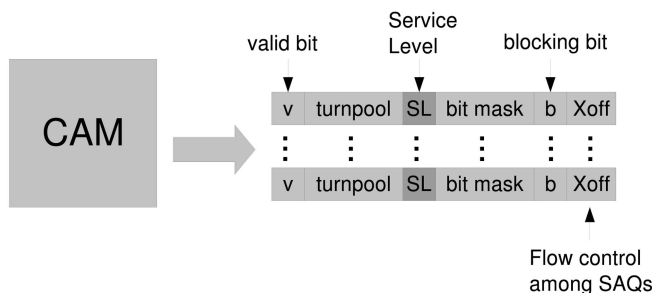 Service
Level
valid bit
blocking bit
CAM
v turnpool SL bit mask b Xoff
v turnpool SL bit mask b Xoff
Flow control
among SAQs